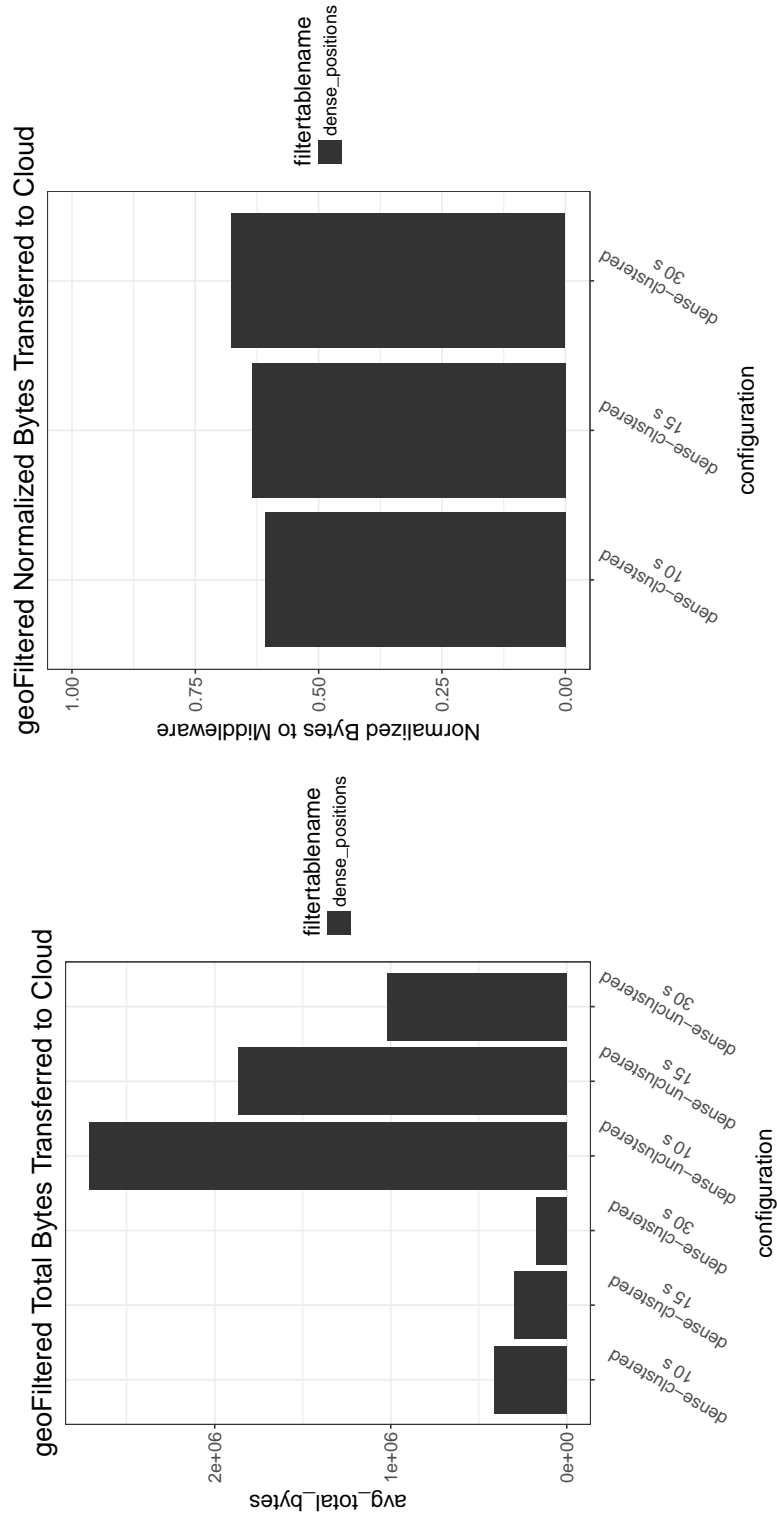 geoFiltered Total Bytes Transferred to Cloud
avg_total_bytes
2e+06
1e+06
0e+00
dense−clustered
10 s
dense−clustered
15 s
dense−clustered
30 s
dense−unclustered
10 s
dense−unclustered
15 s
dense−unclustered
30 s
configuration
filtertablename
dense_positions
geoFiltered Normalized Bytes Transferred to Cloud
Normalized Bytes to Middleware
1.00
0.75
0.50
0.25
0.00
dense−clustered
10 s
dense−clustered
15 s
dense−clustered
30 s
configuration
filtertablename
dense_positions